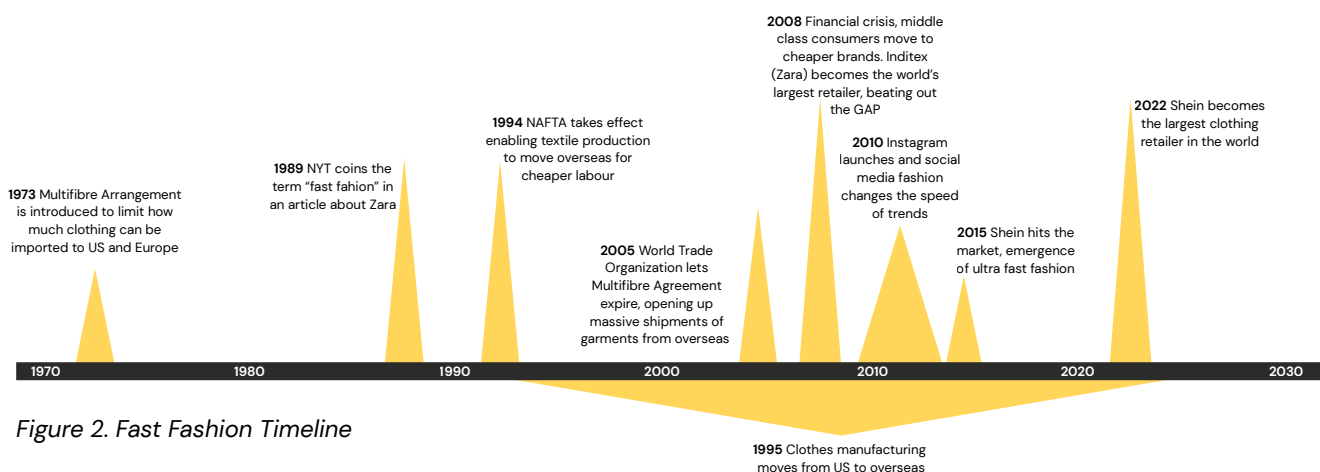 1973 Multifibre Arrangement
is introduced to limit how
much clothing can be
imported to US and Europe
1989 NYT coins the
term “fast fahion” in
an article about Zara
1994 NAFTA takes effect
enabling textile production
to move overseas for
cheaper labour
2005 World Trade
Organization lets
Multifibre Agreement
expire, opening up
massive shipments of
garments from overseas
2008 Financial crisis, middle
class consumers move to
cheaper brands. Inditex
(Zara) becomes the world’s
largest retailer, beating out
the GAP
2010 Instagram
launches and social
media fashion
changes the speed
of trends
2015 Shein hits the
market, emergence
of ultra fast fashion
2022 Shein becomes
the largest clothing
retailer in the world
1970 1980 1990 2000 2010 2020 2030
Figure 2. Fast Fashion Timeline
1995 Clothes manufacturing
moves from US to overseas